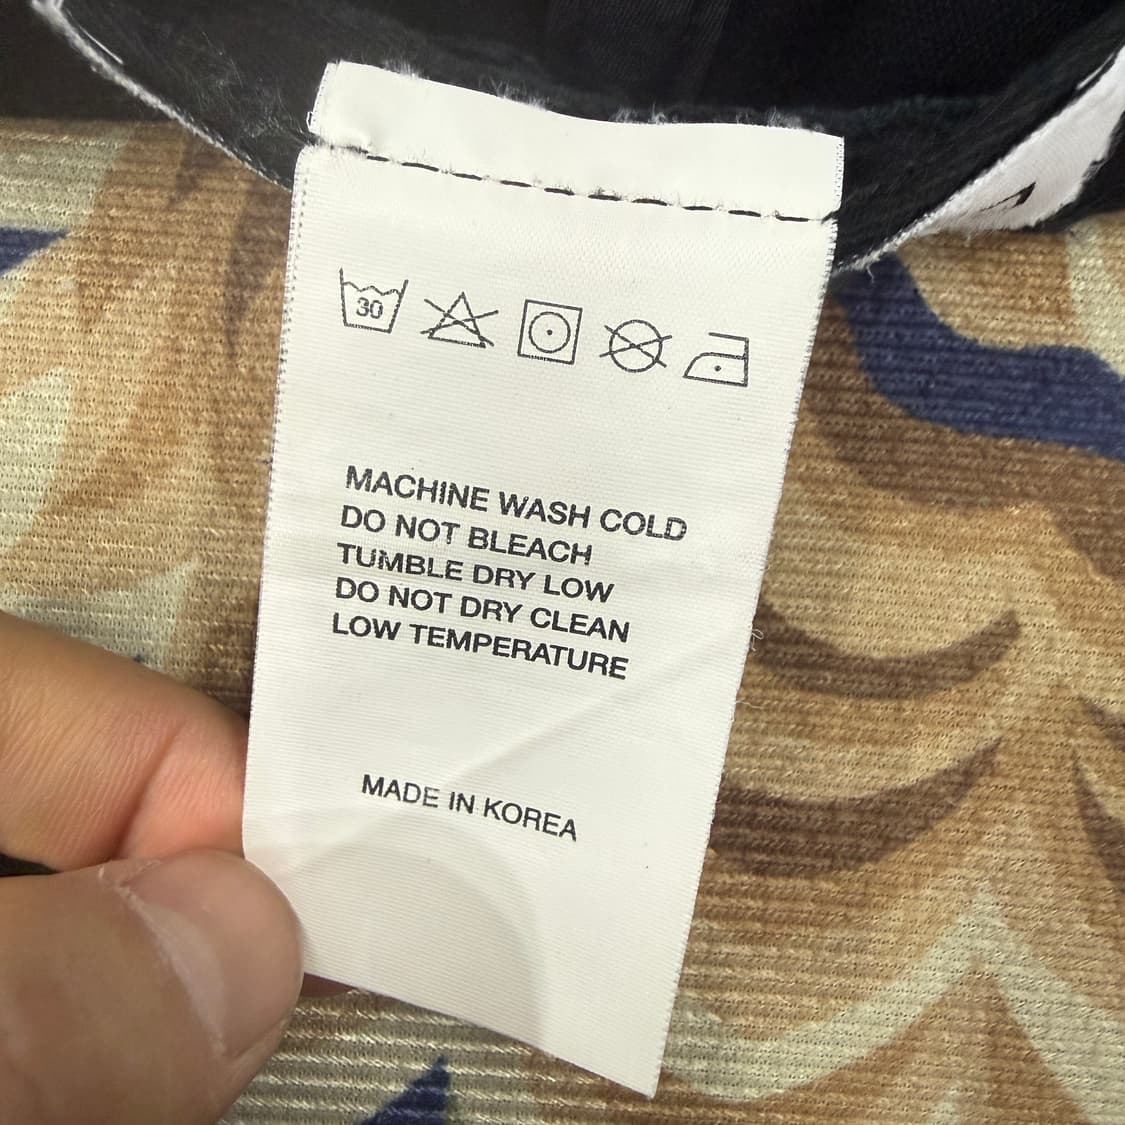 30
MACHINE WASH COLD
DO NOT BLEACH
TUMBLE DRY LOW
DO NOT DRY CLEAN
LOW TEMPERATURE
MADE IN KOREA